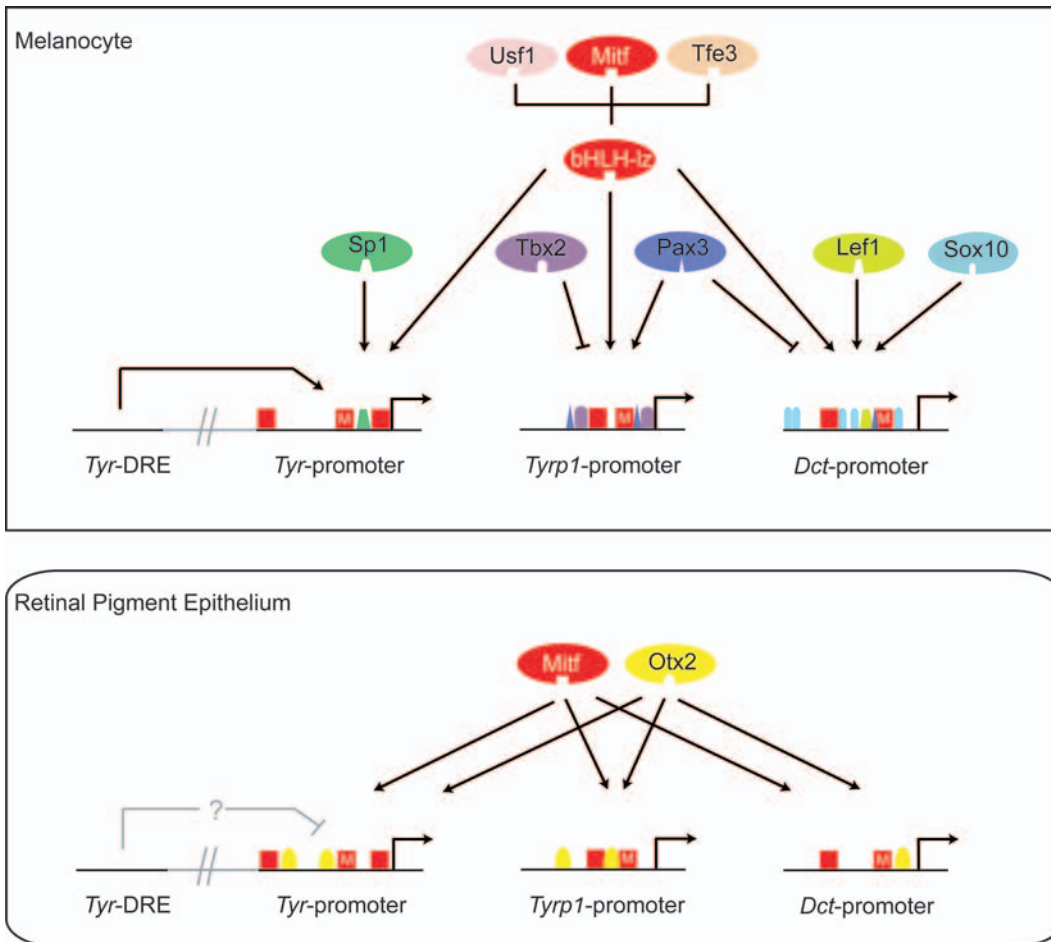 Melanocyte
Usf1 Mitf Tfe3
bHLH-lz
Sp1 Tbx2 Pax3 Lef1 Sox10
M M M
Tyr-DRE Tyr-promoter Tyrp1-promoter Dct-promoter
Retinal Pigment Epithelium
Mitf Otx2
?
M M M
Tyr-DRE Tyr-promoter Tyrp1-promoter Dct-promoter